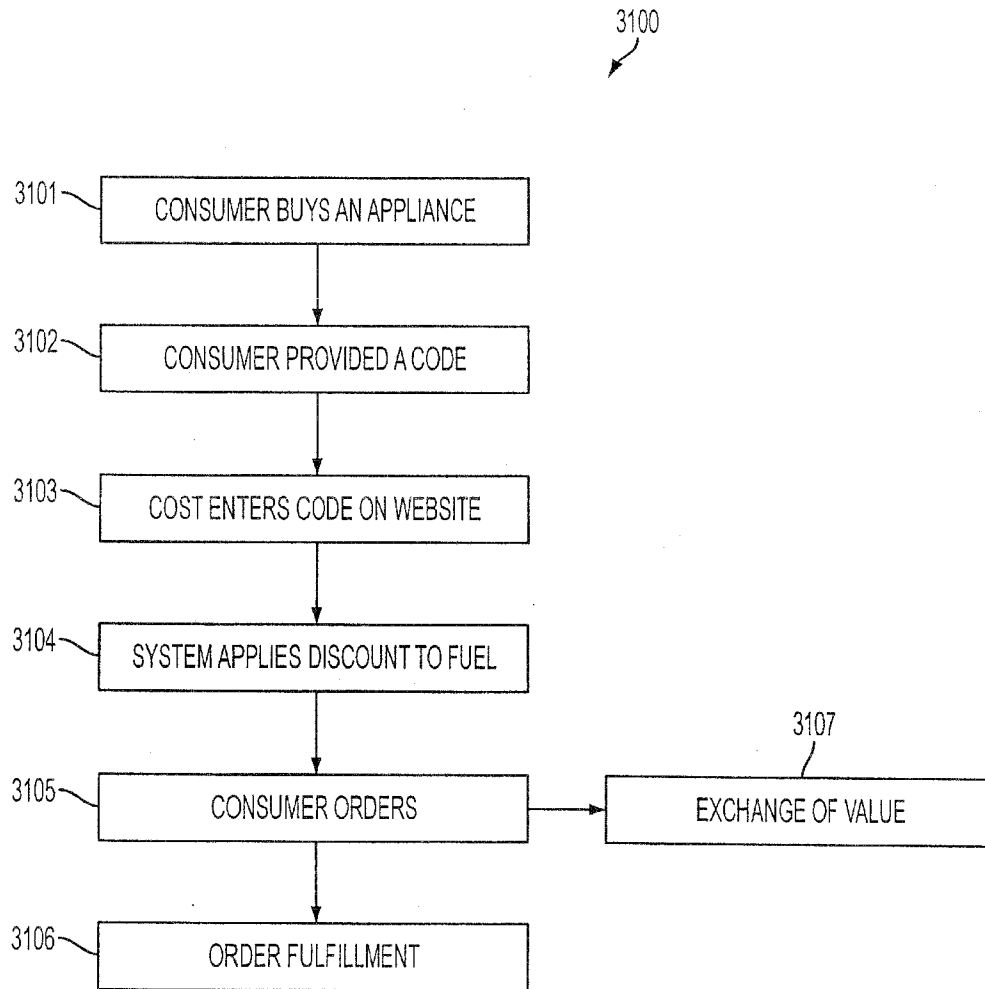 3100
3101 CONSUMER BUYS AN APPLIANCE
3102 CONSUMER PROVIDED A CODE
3103 COST ENTERS CODE ON WEBSITE
3104 SYSTEM APPLIES DISCOUNT TO FUEL
3107
3105 CONSUMER ORDERS EXCHANGE OF VALUE
3106 ORDER FULFILLMENT